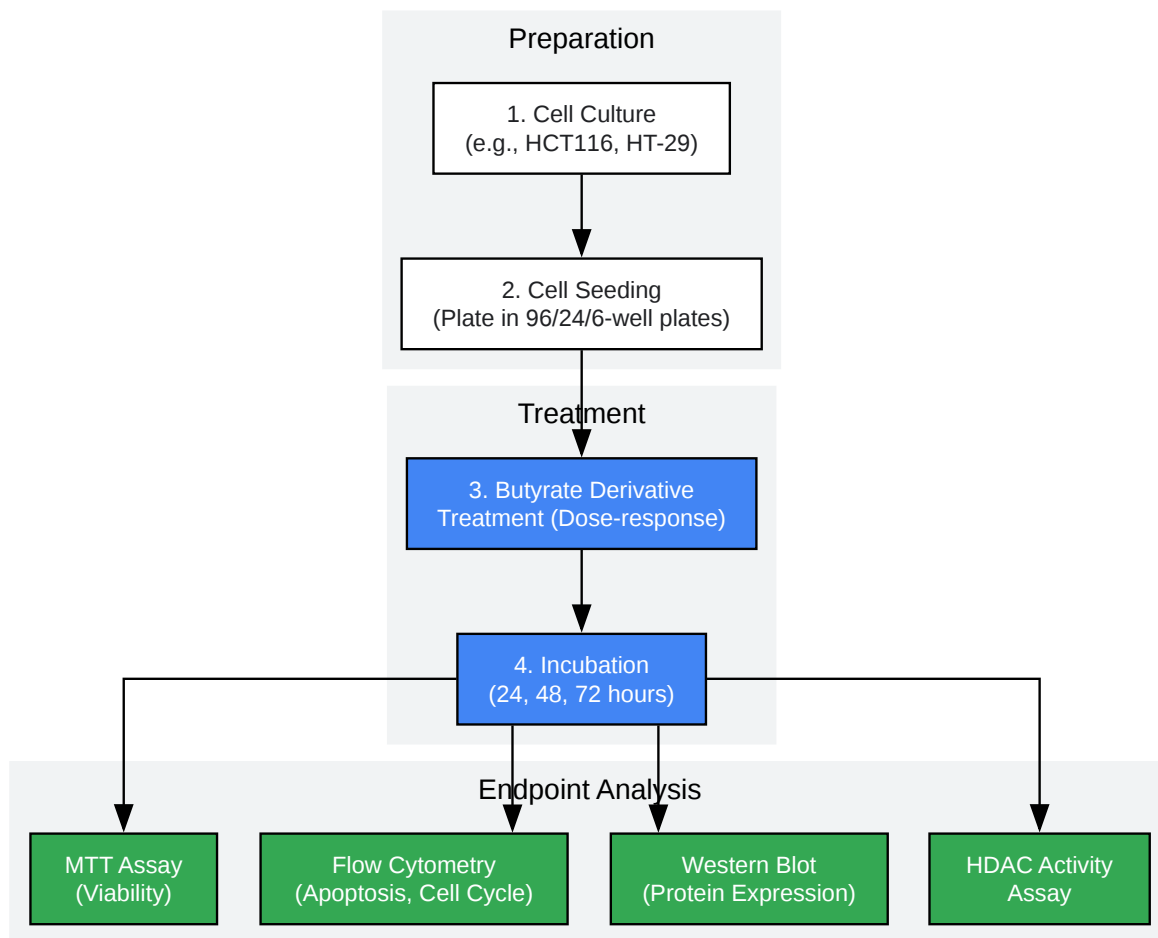 Preparation
1. Cell Culture
(e.g., HCT116, HT-29)
2. Cell Seeding
(Plate in 96/24/6-well plates)
Treatment
3. Butyrate Derivative
Treatment (Dose-response)
4. Incubation
(24, 48, 72 hours)
Endpoint Analysis
MTT Assay
(Viability)
Flow Cytometry
(Apoptosis, Cell Cycle)
Western Blot
(Protein Expression)
HDAC Activity
Assay